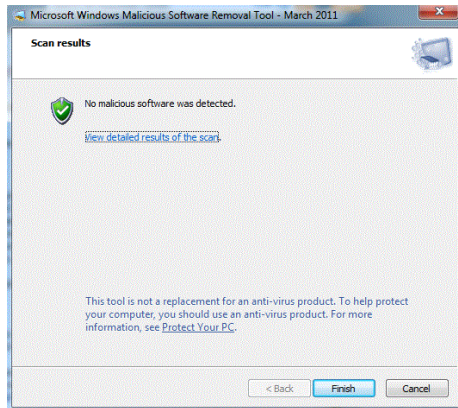 Microsoft Windows Malicious Software Removal Tool - March 2011
Scan results
No malicious software was detected.
View detailed results of the scan.
This tool is not a replacement for an anti-virus product. To help protect
your computer, you should use an anti-virus product. For more
information, see Protect Your PC.
< Back Finish Cancel